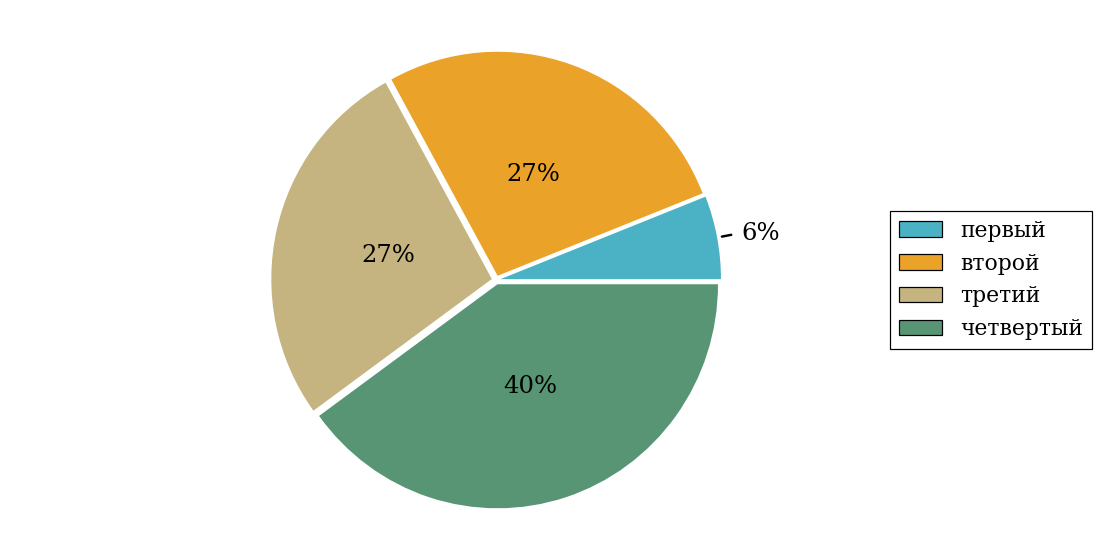 27%
6%
27%
40%
первый
второй
третий
четвертый